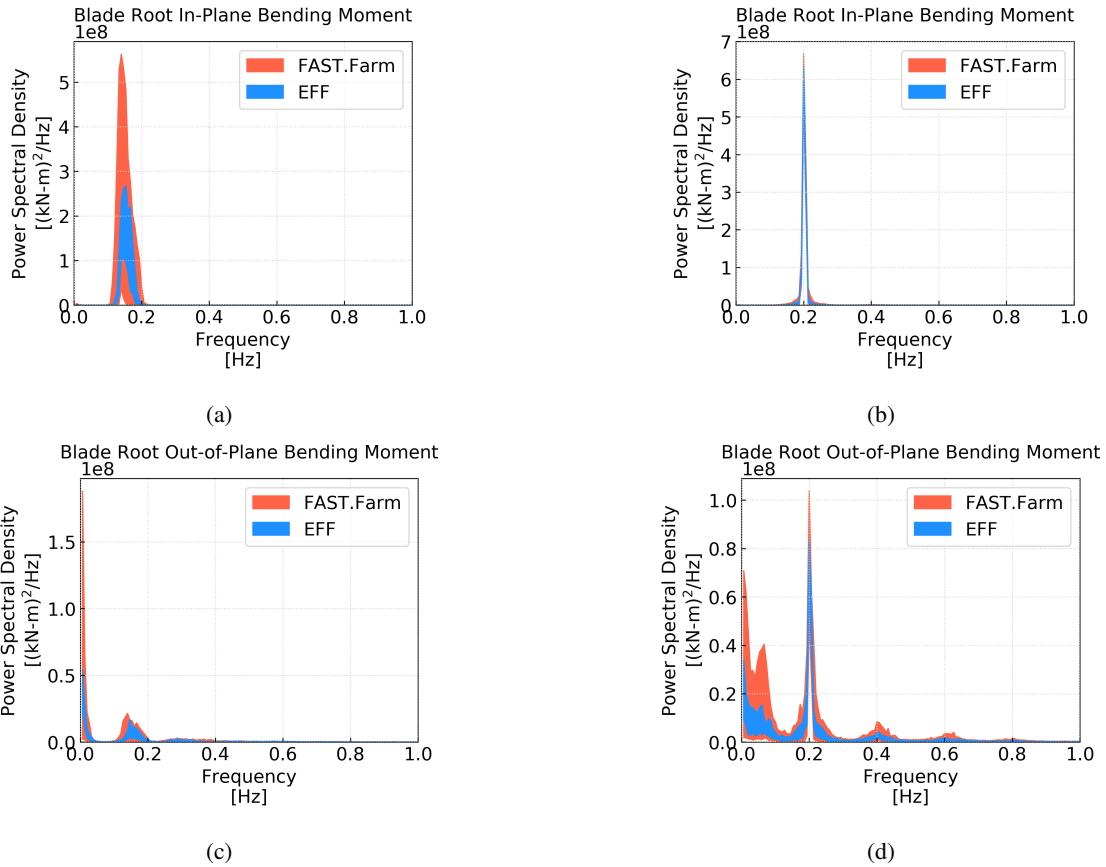 Blade Root In-Plane Bending Moment
1e8
Power Spectral Density
[(kN-m)²/Hz]
5
4
3
2
1
0
0.0 0.2 0.4 0.6 0.8 1.0
Frequency
[Hz]
FAST.Farm
EFF
(a)
Blade Root In-Plane Bending Moment
1e8
Power Spectral Density
[(kN-m)²/Hz]
7
6
5
4
3
2
1
0
0.0 0.2 0.4 0.6 0.8 1.0
Frequency
[Hz]
FAST.Farm
EFF
(b)
Blade Root Out-of-Plane Bending Moment
1e8
Power Spectral Density
[(kN-m)²/Hz]
1.5
1.0
0.5
0.0
0.0 0.2 0.4 0.6 0.8 1.0
Frequency
[Hz]
FAST.Farm
EFF
(c)
Blade Root Out-of-Plane Bending Moment
1e8
Power Spectral Density
[(kN-m)²/Hz]
1.0
0.8
0.6
0.4
0.2
0.0
0.0 0.2 0.4 0.6 0.8 1.0
Frequency
[Hz]
FAST.Farm
EFF
(d)